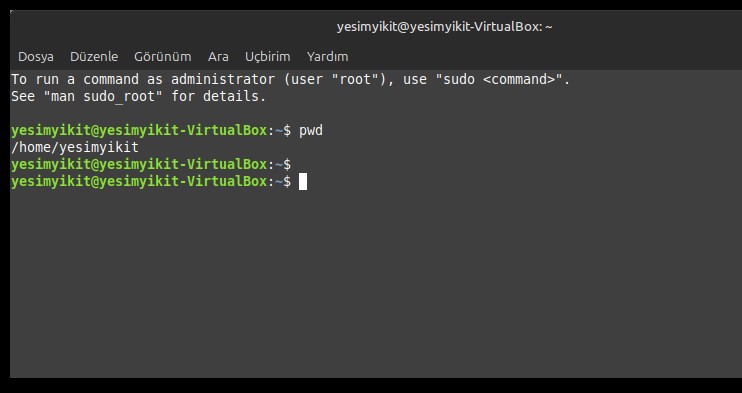 yesimyikit@yesimyikit-VirtualBox: ~
Dosya Düzenle Görünüm Ara Uçbirim Yardım
To run a command as administrator (user "root"), use "sudo <command>".
See "man sudo_root" for details.
yesimyikit@yesimyikit-VirtualBox:~$ pwd
/home/yesimyikit
yesimyikit@yesimyikit-VirtualBox:~$
yesimyikit@yesimyikit-VirtualBox:~$